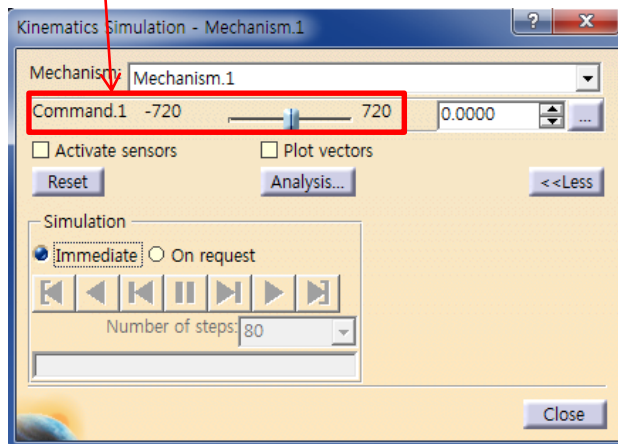 Kinematics Simulation - Mechanism.1
Mechanism: Mechanism.1
Command.1 -720 720 0.0000 ...
Activate sensors Plot vectors
Reset Analysis... <<Less
Simulation
Immediate On request
Number of steps: 80
Close